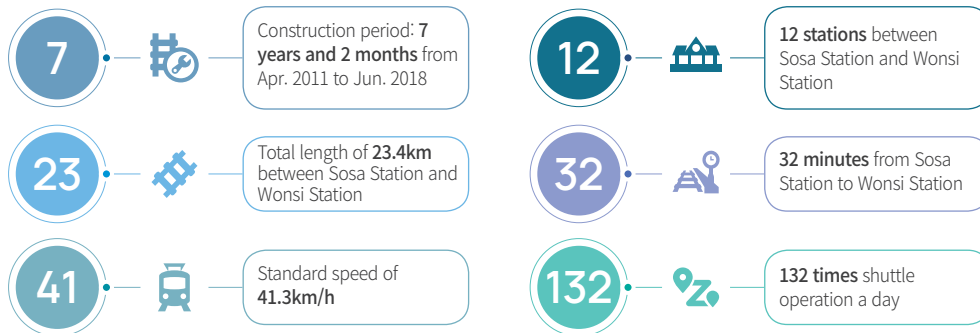 7
Construction period: 7
years and 2 months from
Apr. 2011 to Jun. 2018
12
12 stations between
Sosa Station and Wonsi
Station
23
Total length of 23.4km
between Sosa Station and
Wonsi Station
32
32 minutes from Sosa
Station to Wonsi Station
41
Standard speed of
41.3km/h
132
132 times shuttle
operation a day